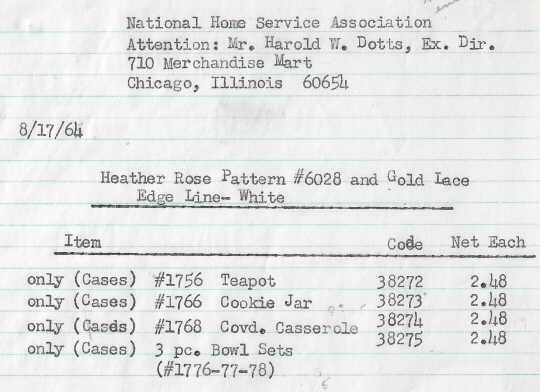 National Home Service Association
Attention: Mr. Harold W. Dotts, Ex. Dir.
710 Merchandise Mart
Chicago, Illinois 60654
8/17/64
Heather Rose Pattern #6028 and Gold Lace
Edge Line- White
Item Code Net Each
only (Cases) #1756 Teapot 38272 2.48
only (Cases) #1766 Cookie Jar 38273 2.48
only (Cases) #1768 Covd. Casserole 38274 2.48
only (Cases) 3 pc. Bowl Sets 38275 2.48
(#1776-77-78)